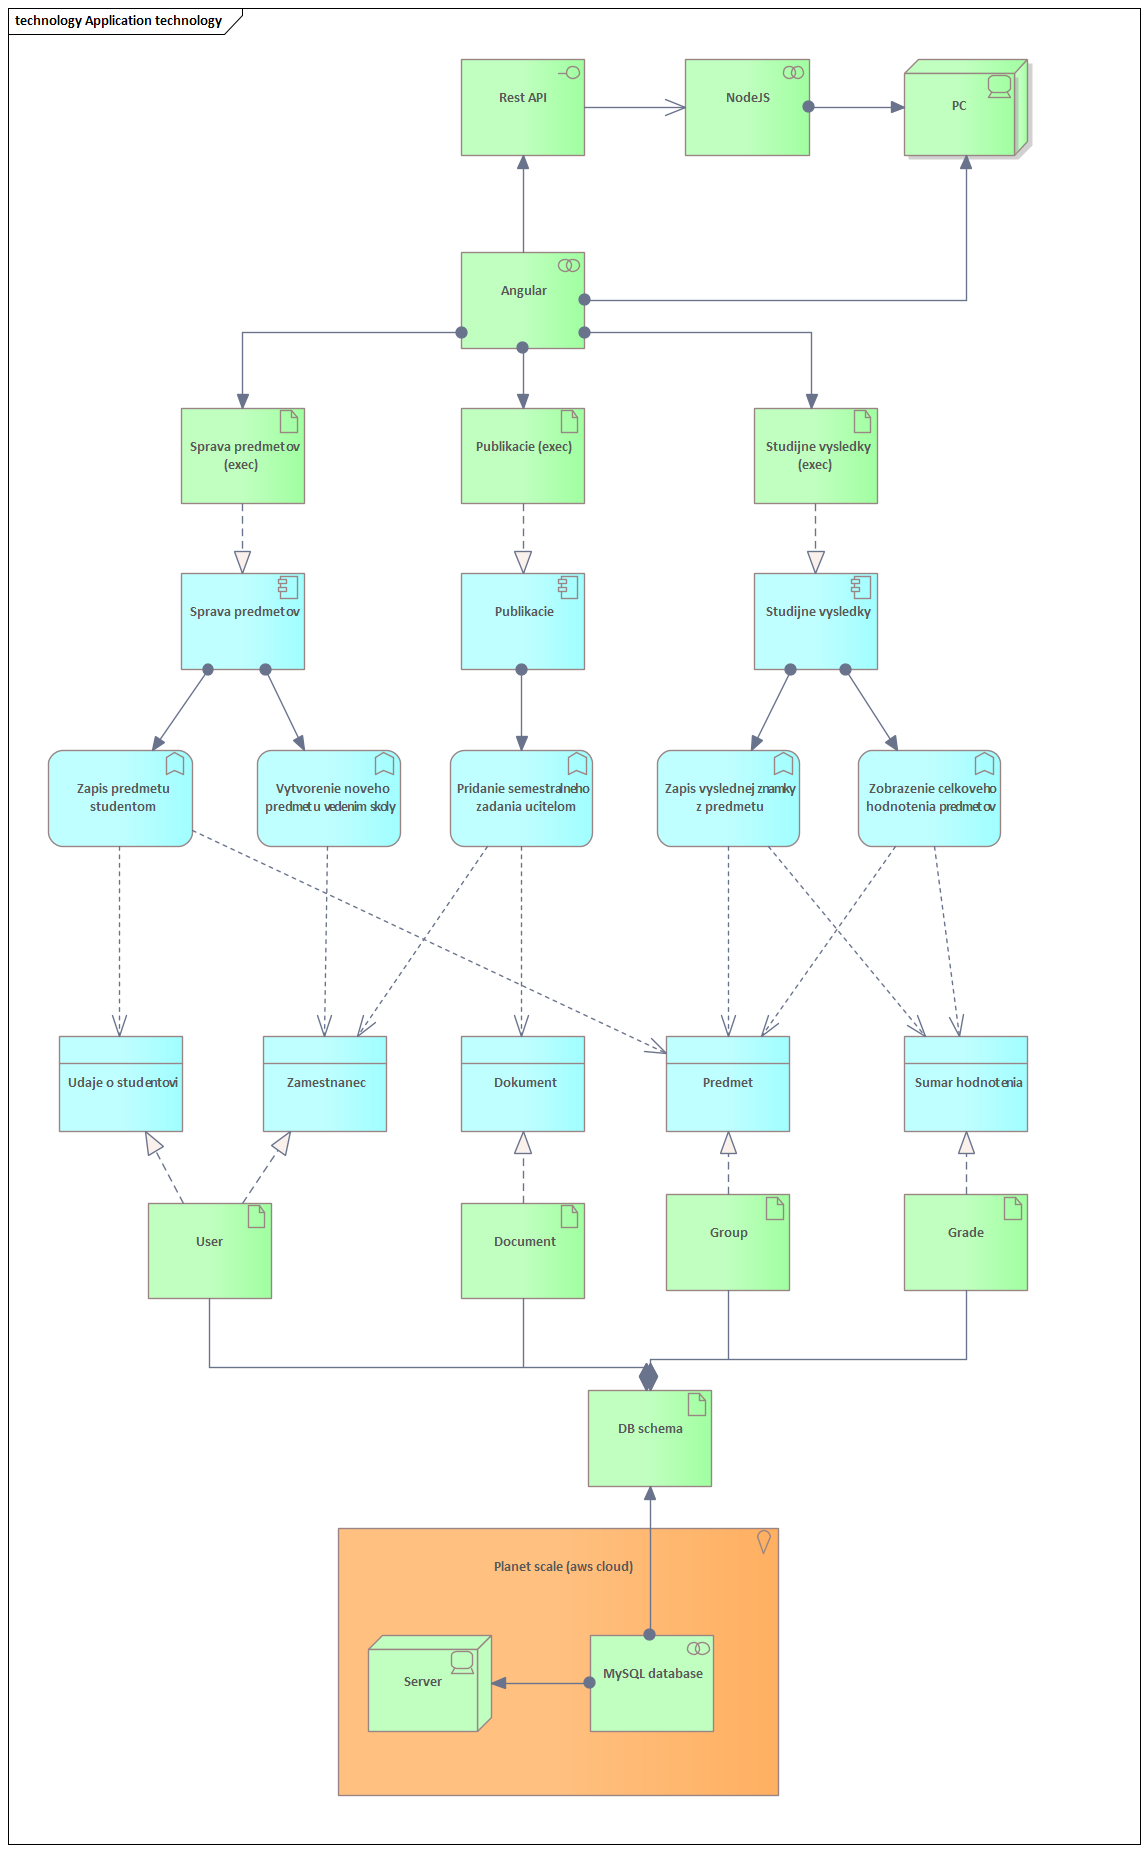 technology Application technology
Rest API
NodeJS
PC
Angular
Sprava predmetov
(exec)
Publikacie (exec)
Studijne vysledky
(exec)
Sprava predmetov
Publikacie
Studijne vysledky
Zapis predmetu
studentom
Vytvorenie noveho
predmetu vedenim skoly
Pridanie semestralneho
zadania ucitelom
Zapis vyslednej znamky
z predmetu
Zobrazenie celkoveho
hodnotenia predmetov
Udaje o studentovi
Zamestnanec
Dokument
Predmet
Sumar hodnotenia
User
Document
Group
Grade
DB schema
Planet scale (aws cloud)
Server
MySQL database